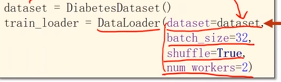 dataset = DiabetesDataset()
train_loader = DataLoader(dataset=dataset,
batch_size=32,
shuffle=True,
num_workers=2)